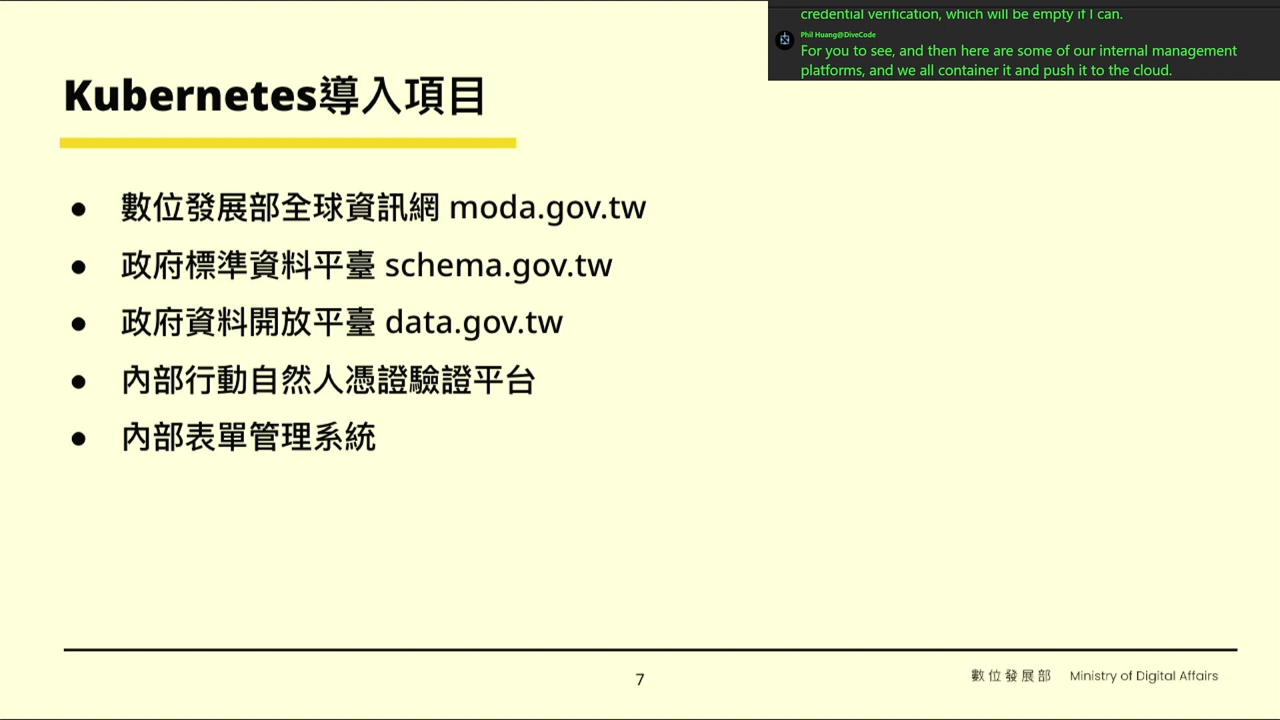 credential verification, which will be empty if I can.
Phil Huang@DiveCode
For you to see, and then here are some of our internal management
platforms, and we all container it and push it to the cloud.
Kubernetes導入項目
● 數位發展部全球資訊網 moda.gov.tw
● 政府標準資料平臺 schema.gov.tw
● 政府資料開放平臺 data.gov.tw
● 內部行動自然人憑證驗證平台
● 內部表單管理系統
7
數位發展部 Ministry of Digital Affairs